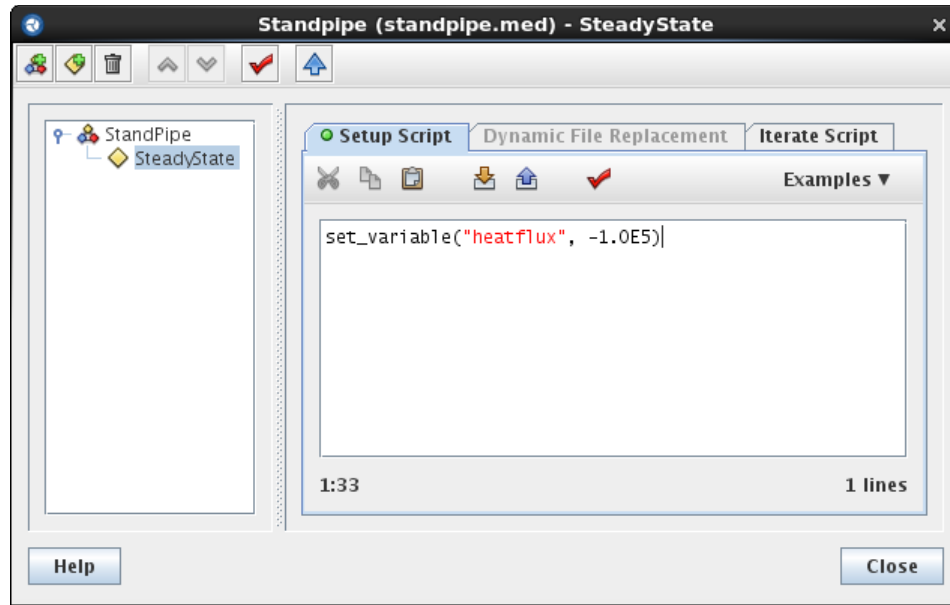 Standpipe (standpipe.med) - SteadyState
StandPipe
SteadyState
Setup Script
Dynamic File Replacement
Iterate Script
Examples
set_variable("heatflux", -1.0E5)
1:33
1 lines
Help
Close